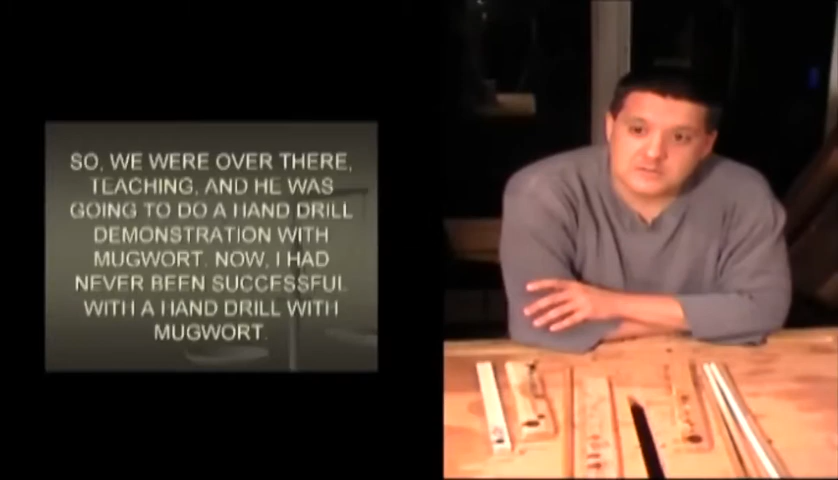 SO, WE WERE OVER THERE,
TEACHING, AND HE WAS
GOING TO DO A HAND DRILL
DEMONSTRATION WITH
MUGWORT. NOW, I HAD
NEVER BEEN SUCCESSFUL
WITH A HAND DRILL WITH
MUGWORT.